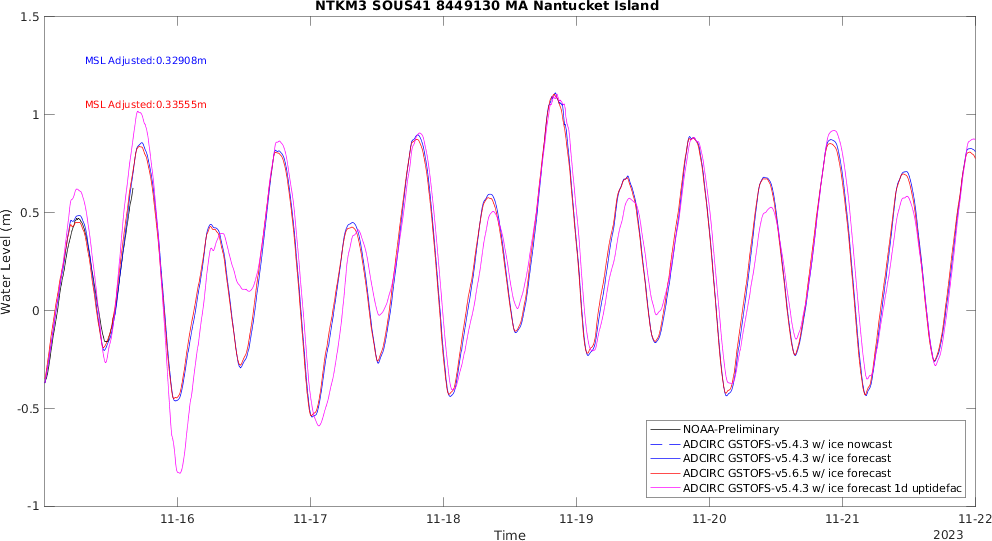 NTKM3 SOUS41 8449130 MA Nantucket Island
1.5
MSL Adjusted:0.32908m
MSL Adjusted:0.33555m
1
0.5
0
-0.5
-1
Water Level (m)
NOAA-Preliminary
ADCIRC GSTOFS-v5.4.3 w/ ice nowcast
ADCIRC GSTOFS-v5.4.3 w/ ice forecast
ADCIRC GSTOFS-v5.6.5 w/ ice forecast
ADCIRC GSTOFS-v5.4.3 w/ ice forecast 1d uptidefac
11-16 11-17 11-18 11-19 11-20 11-21 11-22
Time
2023